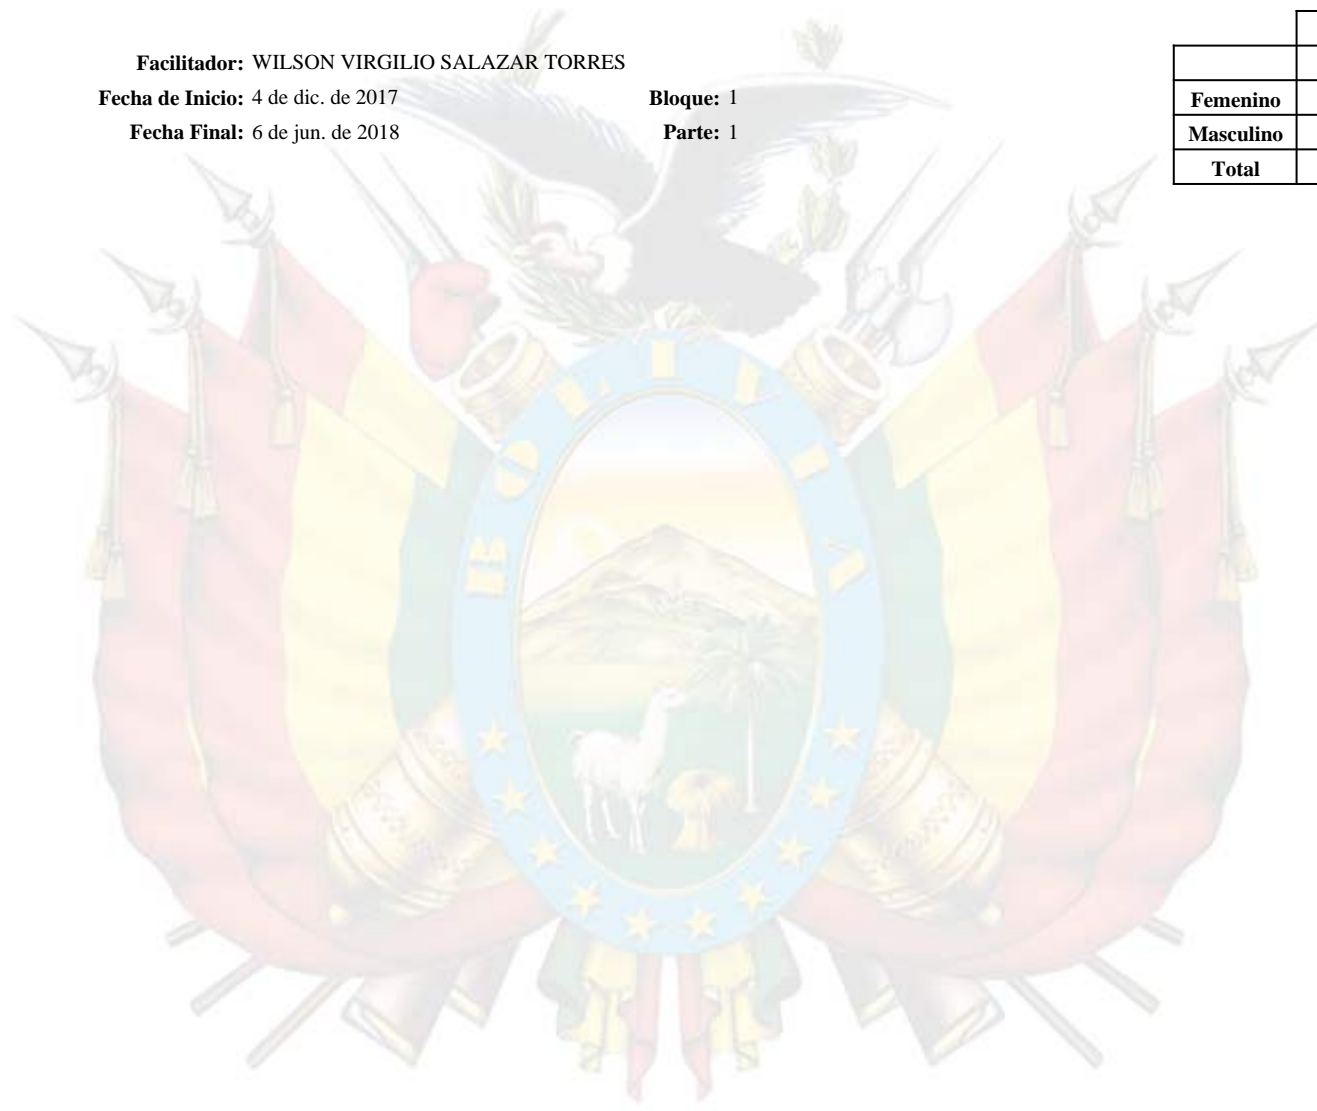 Facilitador: WILSON VIRGILIO SALAZAR TORRES
Fecha de Inicio: 4 de dic. de 2017 Bloque: 1
Fecha Final: 6 de jun. de 2018 Parte: 1
Femenino
Masculino
Total
BOLIVIA